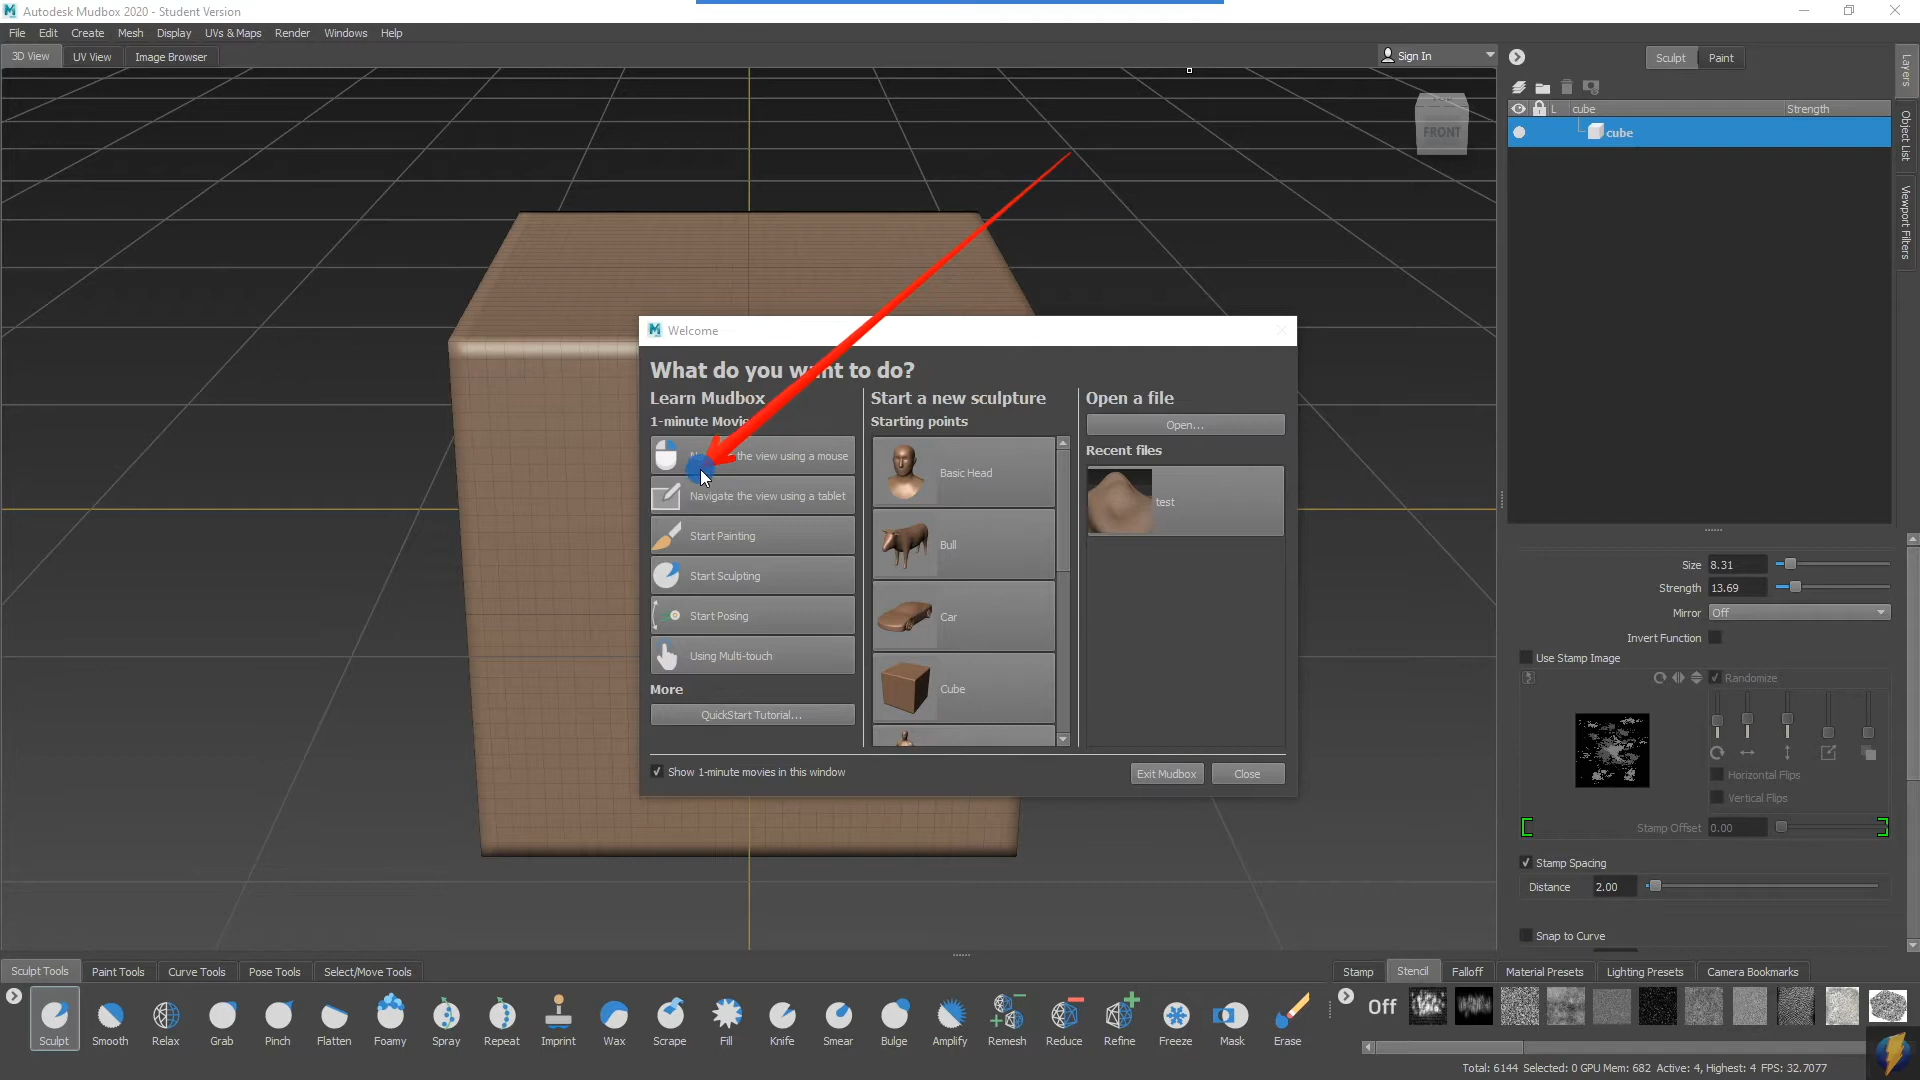 Autodesk Mudbox 2020 - Student Version
File Edit Create Mesh Display UVs & Maps Render Windows Help
3D View UV View Image Browser
Sign In
Sculpt Paint
FRONT
L cube Strength
cube
Layers
Object List
Viewport Filters
Welcome
What do you want to do?
Learn Mudbox
1-minute Movies
the view using a mouse
Navigate the view using a tablet
Start Painting
Start Sculpting
Start Posing
Using Multi-touch
More
QuickStart Tutorial...
Show 1-minute movies in this window
Start a new sculpture
Starting points
Basic Head
Bull
Car
Cube
Open a file
Open...
Recent files
test
Exit Mudbox Close
Size 8.31
Strength 13.69
Mirror Off
Invert Function
Use Stamp Image
Randomize
Horizontal Flips
Vertical Flips
Stamp Offset 0.00
Stamp Spacing
Distance 2.00
Snap to Curve
Sculpt Tools Paint Tools Curve Tools Pose Tools Select/Move Tools
Stamp Stencil Falloff Material Presets Lighting Presets Camera Bookmarks
Off
Sculpt Smooth Relax Grab Pinch Flatten Foamy Spray Repeat Imprint Wax Scrape Fill Knife Smear Bulge Amplify Remesh Reduce Refine Freeze Mask Erase
Total: 6144 Selected: 0 GPU Mem: 682 Active: 4, Highest: 4 FPS: 32.7077